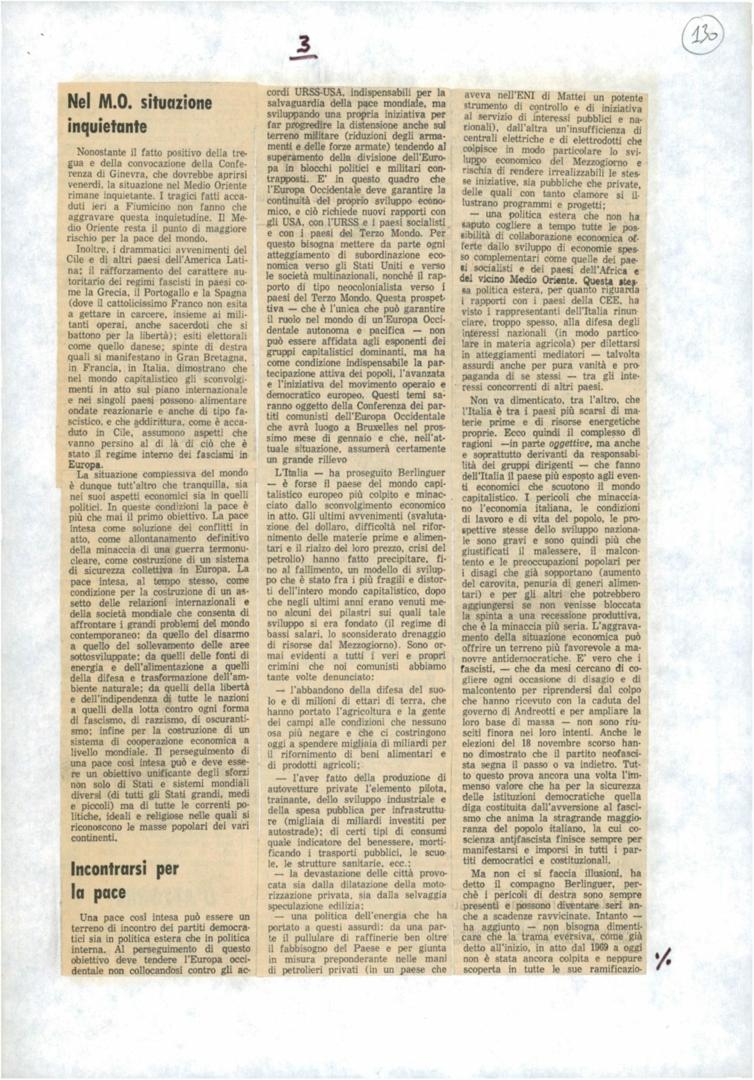 3
130
Nel M.O. situazione
inquietante
Nonostante il fatto positivo della tre-
gua e della convocazione della Confe-
renza di Ginevra, che dovrebbe aprirsi
venerdì, la situazione nel Medio Oriente
rimane inquietante. I tragici fatti acca-
duti ieri a Fiumicino non fanno che
aggravare questa inquietudine. Il Me-
dio Oriente resta il punto di maggiore
rischio per la pace del mondo.
Inoltre, i drammatici avvenimenti del
Cile e di altri paesi dell'America Lati-
na; il rafforzamento del carattere auto-
ritario dei regimi fascisti in paesi co-
me la Grecia, il Portogallo e la Spagna
(dove il cattolicissimo Franco non esita
a gettare in carcere, insieme ai mili-
tanti operai, anche sacerdoti che si
battono per la libertà); esiti elettorali
come quello danese; spinte di destra
quali si manifestano in Gran Bretagna,
in Francia, in Italia, dimostrano che
nel mondo capitalistico gli sconvolgi-
menti in atto sul piano internazionale
e nei singoli paesi possono alimentare
ondate reazionarie e anche di tipo fa-
scistico, e che addirittura, come è acca-
duto in Cile, assumono aspetti che
vanno persino al di là di ciò che è
stato il regime interno dei fascismi in
Europa.
La situazione complessiva del mondo
è dunque tutt'altro che tranquilla, sia
nei suoi aspetti economici sia in quelli
politici. In queste condizioni la pace è
più che mai il primo obiettivo. La pace
intesa come soluzione dei conflitti in
atto, come allontanamento definitivo
della minaccia di una guerra termonu-
cleare, come costruzione di un sistema
di sicurezza collettiva in Europa. La
pace intesa, al tempo stesso, come
condizione per la costruzione di un as-
setto delle relazioni internazionali e
della società mondiale che consenta di
affrontare i grandi problemi del mondo
contemporaneo: da quello del disarmo
a quello del sollevamento delle aree
sottosviluppate; da quelli delle fonti di
energia e dell'alimentazione a quelli
della difesa e trasformazione dell'am-
biente naturale; da quelli della libertà
e dell'indipendenza di tutte le nazioni
a quelli della lotta contro ogni forma
di fascismo, di razzismo, di oscuranti-
smo; infine per la costruzione di un
sistema di cooperazione economica a
livello mondiale. Il perseguimento di
una pace così intesa può e deve esse-
re un obiettivo unificante degli sforzi
non solo di Stati e sistemi mondiali
diversi (di tutti gli Stati grandi, medi
e piccoli) ma di tutte le correnti po-
litiche, ideali e religiose nelle quali si
riconoscono le masse popolari dei vari
continenti.
Incontrarsi per
la pace
Una pace così intesa può essere un
terreno di incontro dei partiti democra-
tici sia in politica estera che in politica
interna. Al perseguimento di questo
obiettivo deve tendere l'Europa occi-
dentale non collocandosi contro gli ac-
cordi URSS-USA, indispensabili per la
salvaguardia della pace mondiale, ma
sviluppando una propria iniziativa per
far progredire la distensione anche sul
terreno militare (riduzioni degli arma-
menti e delle forze armate) tendendo al
superamento della divisione dell'Euro-
pa in blocchi politici e militari con-
trapposti. E' in questo quadro che
l'Europa Occidentale deve garantire la
continuità del proprio sviluppo econo-
mico, e ciò richiede nuovi rapporti con
gli USA, con l'URSS e i paesi socialisti
e con i paesi del Terzo Mondo. Per
questo bisogna mettere da parte ogni
atteggiamento di subordinazione eco-
nomica verso gli Stati Uniti e verso
le società multinazionali, nonché il rap-
porto di tipo neocolonialista verso i
paesi del Terzo Mondo. Questa prospet-
tiva — che è l'unica che può garantire
il ruolo nel mondo di un'Europa Occi-
dentale autonoma e pacifica — non
può essere affidata agli esponenti dei
gruppi capitalistici dominanti, ma ha
come condizione indispensabile la par-
tecipazione attiva dei popoli, l'avanzata
e l'iniziativa del movimento operaio e
democratico europeo. Questi temi sa-
ranno oggetto della Conferenza dei par-
titi comunisti dell'Europa Occidentale
che avrà luogo a Bruxelles nel pros-
simo mese di gennaio e che, nell'at-
tuale situazione, assumerà certamente
un grande rilievo
L'Italia — ha proseguito Berlinguer
— è forse il paese del mondo capi-
talistico europeo più colpito e minac-
ciato dallo sconvolgimento economico
in atto. Gli ultimi avvenimenti (svaluta-
zione del dollaro, difficoltà nel rifor-
nimento delle materie prime e alimen-
tari e il rialzo del loro prezzo, crisi del
petrolio) hanno fatto precipitare, fi-
no al fallimento, un modello di svilup-
po che è stato fra i più fragili e distor-
ti dell'intero mondo capitalistico, dopo
che negli ultimi anni erano venuti me-
no alcuni dei pilastri sui quali tale
sviluppo si era fondato (il regime di
bassi salari, lo sconsiderato drenaggio
di risorse dal Mezzogiorno). Sono or-
mai evidenti a tutti i veri e propri
crimini che noi comunisti abbiamo
tante volte denunciato:
— l'abbandono della difesa del suo-
lo e di milioni di ettari di terra, che
hanno portato l'agricoltura e la gente
dei campi alle condizioni che nessuno
osa più negare e che ci costringono
oggi a spendere migliaia di miliardi per
il rifornimento di beni alimentari e
di prodotti agricoli;
— l'aver fatto della produzione di
autovetture private l'elemento pilota,
trainante, dello sviluppo industriale e
della spesa pubblica per infrastruttu-
re (migliaia di miliardi investiti per
autostrade); di certi tipi di consumi
quale indicatore del benessere, morti-
ficando i trasporti pubblici, le scuo-
le, le strutture sanitarie, ecc.;
— la devastazione delle città provo-
cata sia dalla dilatazione della moto-
rizzazione privata, sia dalla selvaggia
speculazione edilizia;
— una politica dell'energia che ha
portato a questi assurdi: da una par-
te il pullulare di raffinerie ben oltre
il fabbisogno del Paese e per giunta
in misura preponderante nelle mani
di petrolieri privati (in un paese che
aveva nell'ENI di Mattei un potente
strumento di controllo e di iniziativa
al servizio di interessi pubblici e na-
zionali), dall'altra un'insufficienza di
centrali elettriche e di elettrodotti che
colpisce in modo particolare lo svi-
luppo economico del Mezzogiorno e
rischia di rendere irrealizzabili le stes-
se iniziative, sia pubbliche che private,
delle quali con tanto clamore si il-
lustrano programmi e progetti;
— una politica estera che non ha
saputo cogliere a tempo tutte le pos-
sibilità di collaborazione economica of-
ferte dallo sviluppo di economie spes-
so complementari come quelle dei pae-
si socialisti e dei paesi dell'Africa e
del vicino Medio Oriente. Questa stes-
sa politica estera, per quanto riguarda
i rapporti con i paesi della CEE, ha
visto i rappresentanti dell'Italia rinun-
ciare, troppo spesso, alla difesa degli
interessi nazionali (in modo partico-
lare in materia agricola) per dilettarsi
in atteggiamenti mediatori — talvolta
assurdi anche per pura vanità e pro-
paganda di se stessi — tra gli inte-
ressi concorrenti di altri paesi.
Non va dimenticato, tra l'altro, che
l'Italia è tra i paesi più scarsi di ma-
terie prime e di risorse energetiche
proprie. Ecco quindi il complesso di
ragioni — in parte oggettive, ma anche
e soprattutto derivanti da responsabi-
lità dei gruppi dirigenti — che fanno
dell'Italia il paese più esposto agli even-
ti economici che scuotono il mondo
capitalistico. I pericoli che minaccia-
no l'economia italiana, le condizioni
di lavoro e di vita del popolo, le pro-
spettive stesse dello sviluppo naziona-
le sono gravi e sono quindi più che
giustificati il malessere, il malcon-
tento e le preoccupazioni popolari per
i disagi che già sopportano (aumento
del carovita, penuria di generi alimen-
tari) e per gli altri che potrebbero
aggiungersi se non venisse bloccata
la spinta a una recessione produttiva,
che è la minaccia più seria. L'aggrava-
mento della situazione economica può
offrire un terreno più favorevole a ma-
novre antidemocratiche. E' vero che i
fascisti, — che da mesi cercano di co-
gliere ogni occasione di disagio e di
malcontento per riprendersi dal colpo
che hanno ricevuto con la caduta del
governo di Andreotti e per ampliare la
loro base di massa — non sono riu-
sciti finora nei loro intenti. Anche le
elezioni del 18 novembre scorso han-
no dimostrato che il partito neofasci-
sta segna il passo o va indietro. Tut-
to questo prova ancora una volta l'im-
menso valore che ha per la sicurezza
delle istituzioni democratiche quella
diga costituita dall'avversione al fasci-
smo che anima la stragrande maggio-
ranza del popolo italiano, la cui co-
scienza antifascista finisce sempre per
manifestarsi e imporsi in tutti i par-
titi democratici e costituzionali.
Ma non ci si faccia illusioni, ha
detto il compagno Berlinguer, per-
chè i pericoli di destra sono sempre
presenti e possono diventare seri an-
che a scadenze ravvicinate. Intanto —
ha aggiunto — non bisogna dimenti-
care che la trama eversiva, come già
detto all'inizio, in atto dal 1969 a oggi
non è stata ancora colpita e neppure
scoperta in tutte le sue ramificazio-
%